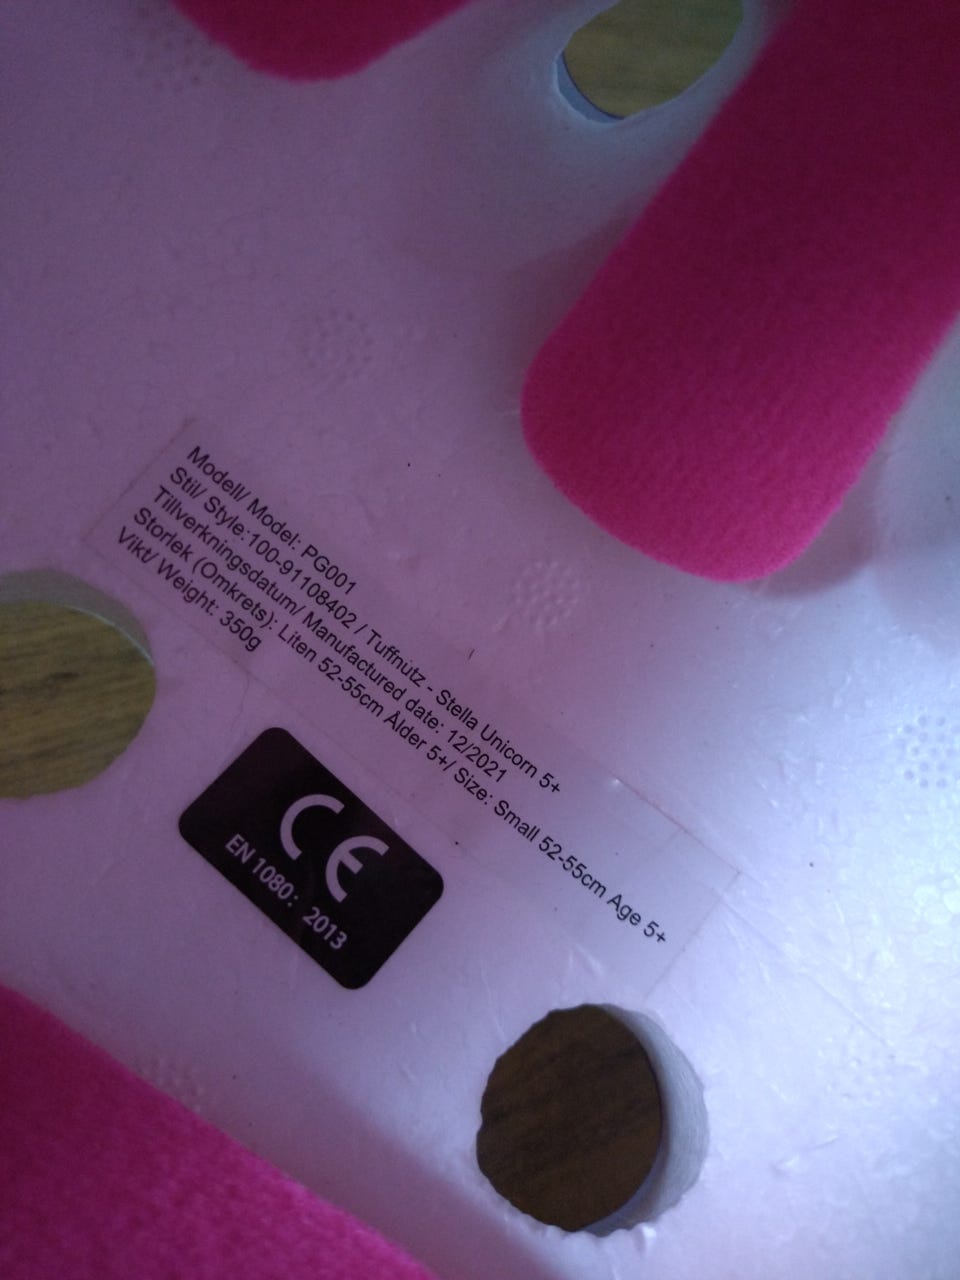 Modell/ Model: PG001
Stil/ Style:100-91108402 / Tuffnutz - Stella Unicorn 5+
Tillverkningsdatum/ Manufactured date: 12/2021
Storlek (Omkrets): Liten 52-55cm Ålder 5+/ Size: Small 52-55cm Age 5+
Vikt/ Weight: 350g
CE
EN 1080: 2013